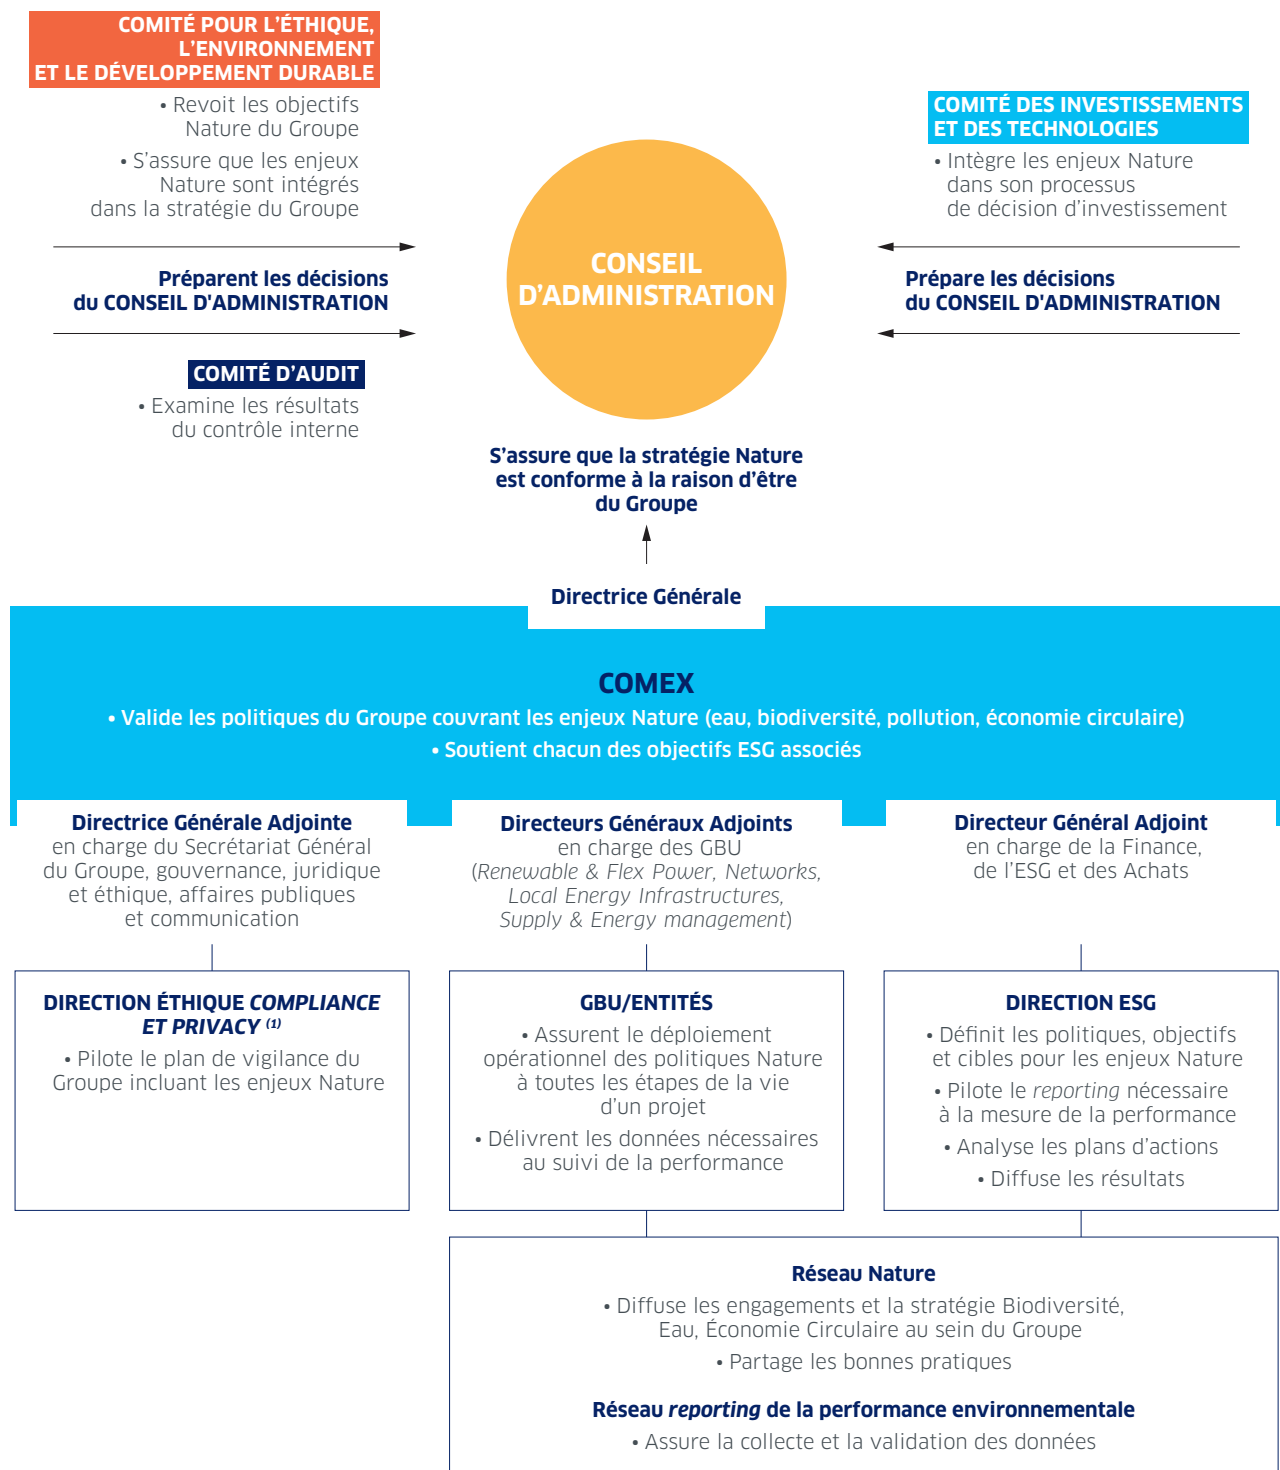 COMITÉ POUR L'ÉTHIQUE,
L'ENVIRONNEMENT
ET LE DÉVELOPPEMENT DURABLE
• Revoit les objectifs
Nature du Groupe
• S'assure que les enjeux
Nature sont intégrés
dans la stratégie du Groupe
Préparent les décisions
du CONSEIL D'ADMINISTRATION
COMITÉ D'AUDIT
• Examine les résultats
du contrôle interne
CONSEIL
D'ADMINISTRATION
S'assure que la stratégie Nature
est conforme à la raison d'être
du Groupe
COMITÉ DES INVESTISSEMENTS
ET DES TECHNOLOGIES
• Intègre les enjeux Nature
dans son processus
de décision d'investissement
Prépare les décisions
du CONSEIL D'ADMINISTRATION
Directrice Générale
COMEX
• Valide les politiques du Groupe couvrant les enjeux Nature (eau, biodiversité, pollution, économie circulaire)
• Soutient chacun des objectifs ESG associés
Directrice Générale Adjointe
en charge du Secrétariat Général
du Groupe, gouvernance, juridique
et éthique, affaires publiques
et communication
DIRECTION ÉTHIQUE COMPLIANCE
ET PRIVACY (1)
• Pilote le plan de vigilance du
Groupe incluant les enjeux Nature
Directeurs Généraux Adjoints
en charge des GBU
(Renewable & Flex Power, Networks,
Local Energy Infrastructures,
Supply & Energy management)
GBU/ENTITÉS
• Assurent le déploiement
opérationnel des politiques Nature
à toutes les étapes de la vie
d'un projet
• Délivrent les données nécessaires
au suivi de la performance
Directeur Général Adjoint
en charge de la Finance,
de l'ESG et des Achats
DIRECTION ESG
• Définit les politiques, objectifs
et cibles pour les enjeux Nature
• Pilote le reporting nécessaire
à la mesure de la performance
• Analyse les plans d'actions
• Diffuse les résultats
Réseau Nature
• Diffuse les engagements et la stratégie Biodiversité,
Eau, Économie Circulaire au sein du Groupe
• Partage les bonnes pratiques
Réseau reporting de la performance environnementale
• Assure la collecte et la validation des données